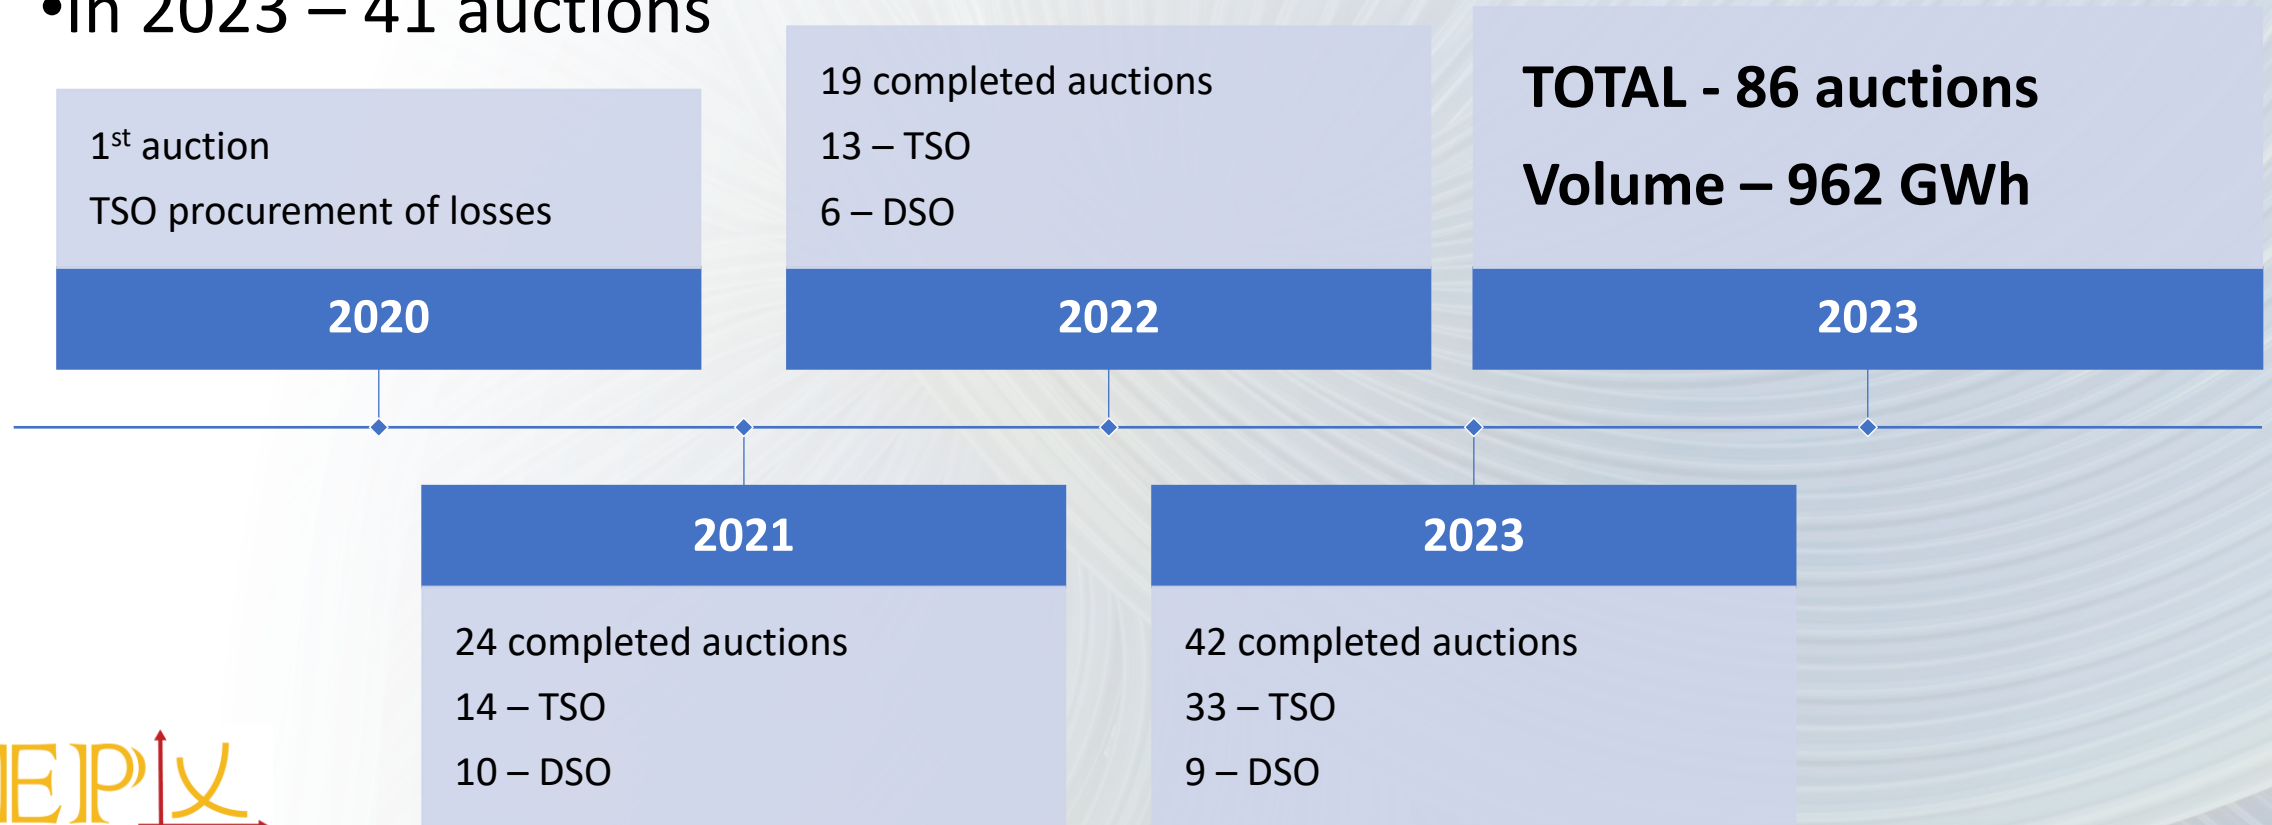 •In 2023 – 41 auctions
1st auction
TSO procurement of losses
2020
19 completed auctions
13 – TSO
6 – DSO
2022
TOTAL - 86 auctions
Volume – 962 GWh
2023
2021
24 completed auctions
14 – TSO
10 – DSO
2023
42 completed auctions
33 – TSO
9 – DSO